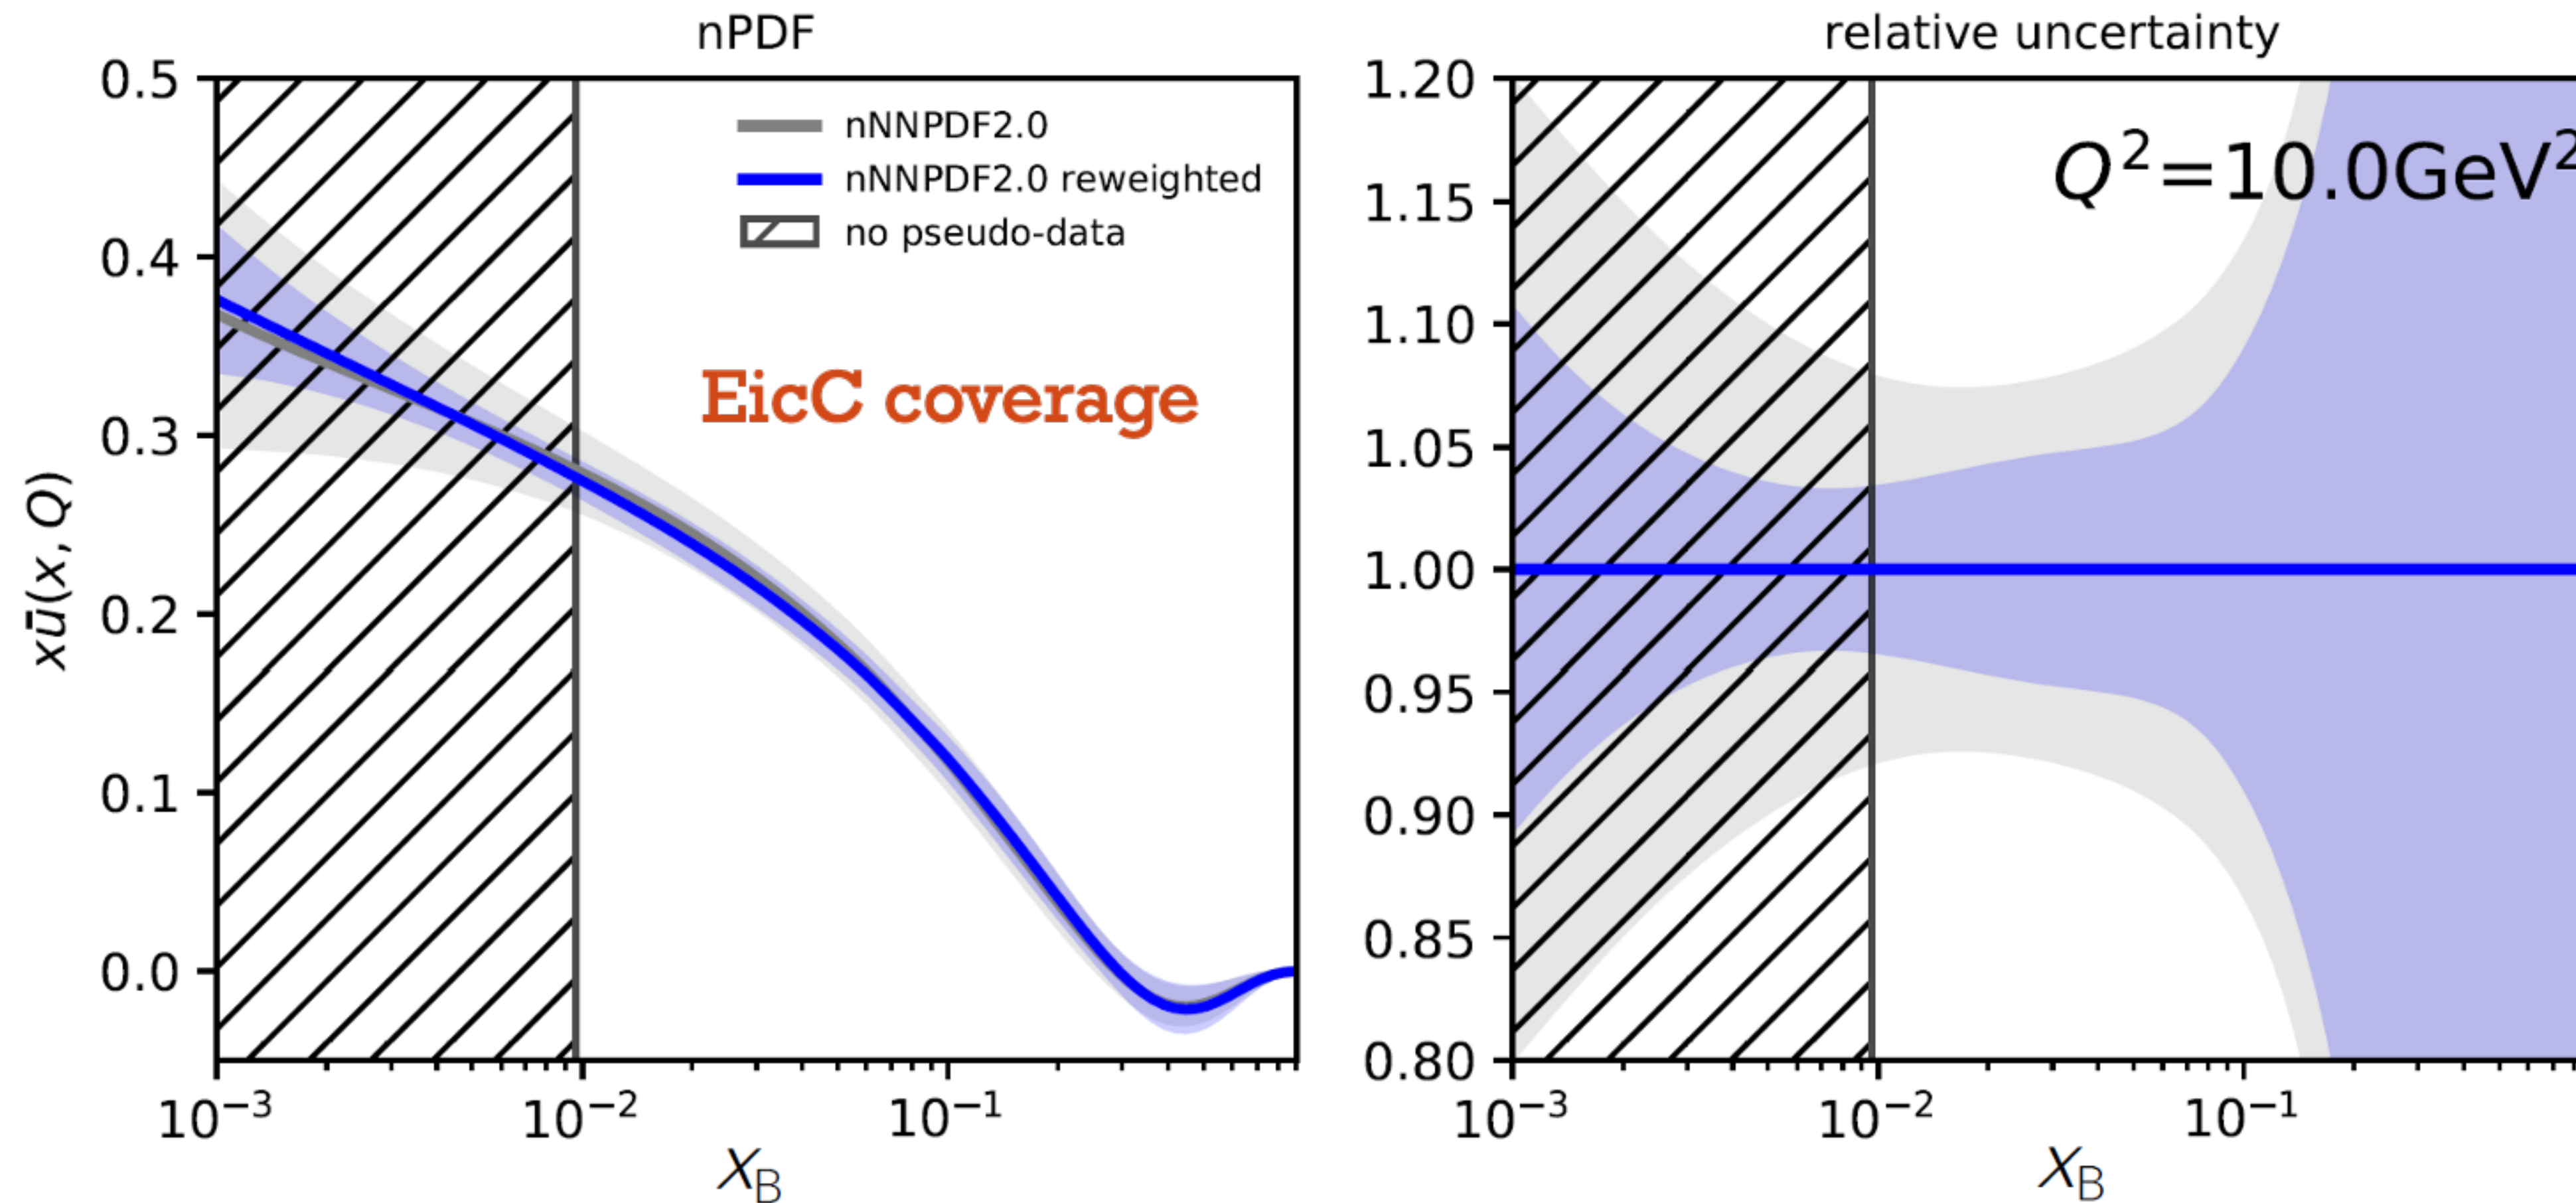 nPDF
0.5
0.4
0.3
0.2
0.1
0.0
xū(x, Q)
nNNPDF2.0
nNNPDF2.0 reweighted
no pseudo-data
EicC coverage
10⁻³ 10⁻² 10⁻¹
X_B
relative uncertainty
1.20
1.15
1.10
1.05
1.00
0.95
0.90
0.85
0.80
Q²=10.0GeV²
10⁻³ 10⁻² 10⁻¹
X_B